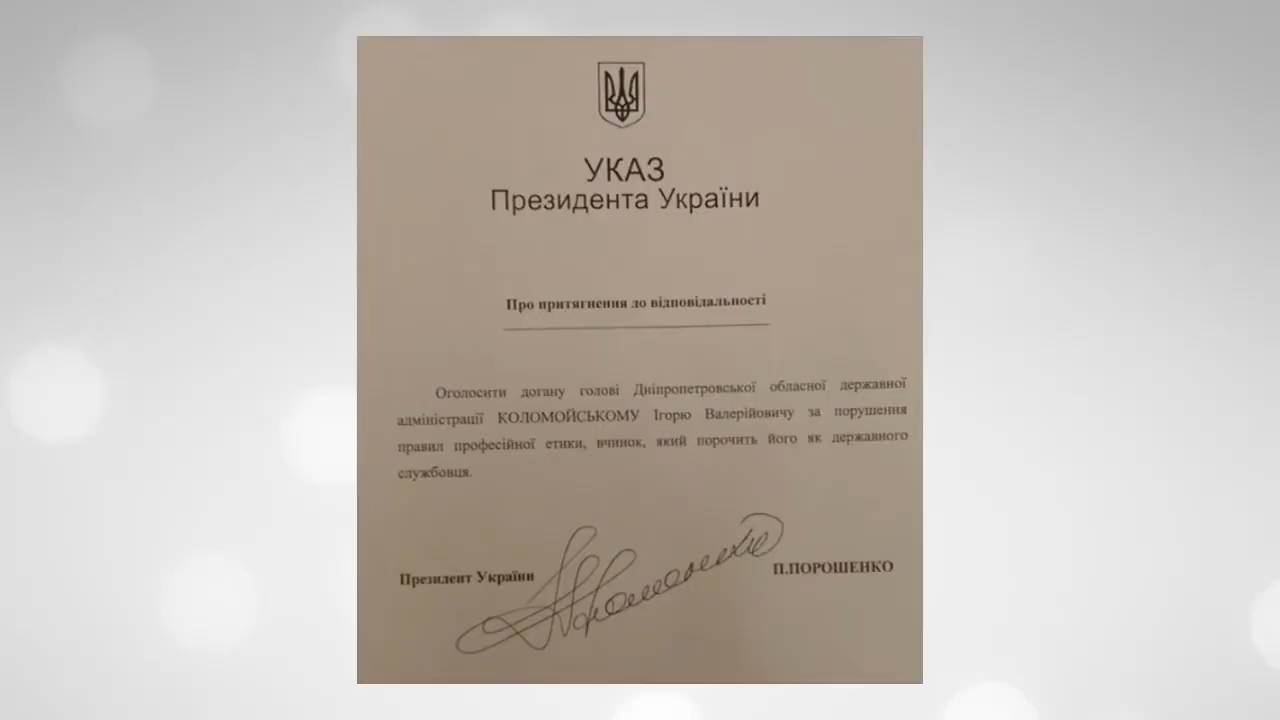 УКАЗ
Президента України
Про притягнення до відповідальності
Оголосити догану голові Дніпропетровської обласної державної
адміністрації КОЛОМОЙСЬКОМУ Ігорю Валерійовичу за порушення
правил професійної етики, вчинок, який порочить його як державного
службовця.
Президент України
П.ПОРОШЕНКО